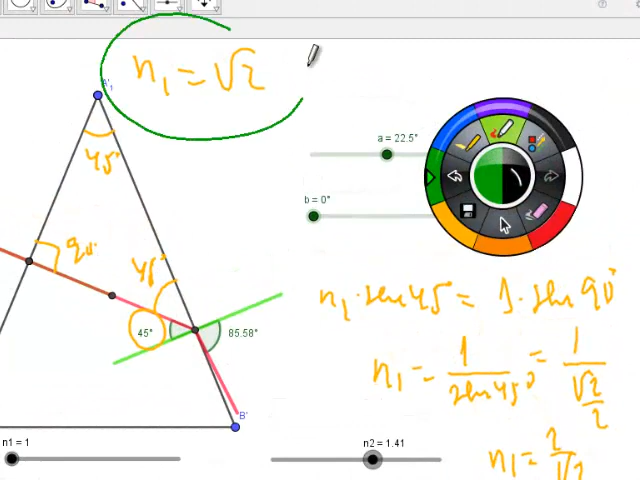 n₁ = √2
A'₁
a = 22.5°
45°
b = 0°
90°
45°
n₁ · sen 45° = 1 · sen 90°
45°
85.58°
n₁ = 1/sen 45° = 1/(√2/2)
B'
n1 = 1
n2 = 1.41
n₁ = 2/√2